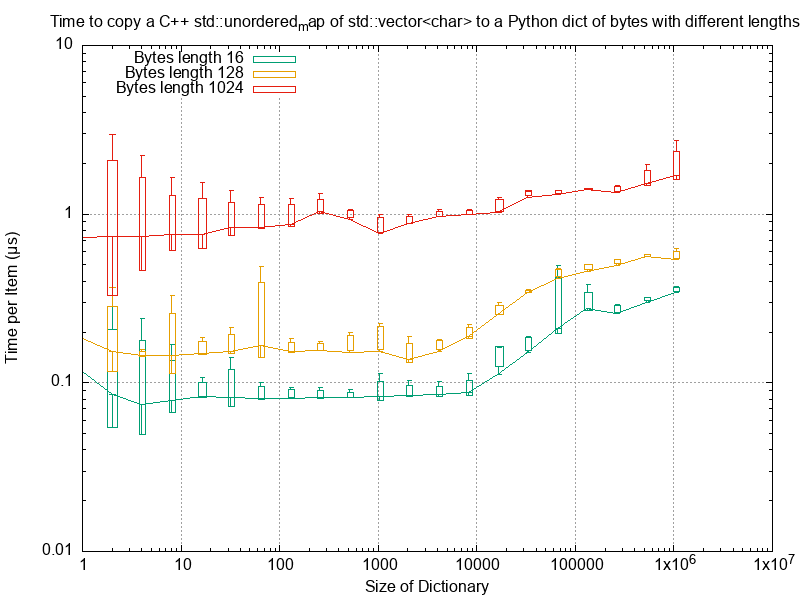 Time to copy a C++ std::unordered_map of std::vector<char> to a Python dict of bytes with different lengths
10
Bytes length 16
Bytes length 128
Bytes length 1024
1
0.1
0.01
Time per Item (µs)
1 10 100 1000 10000 100000 1x10^6 1x10^7
Size of Dictionary